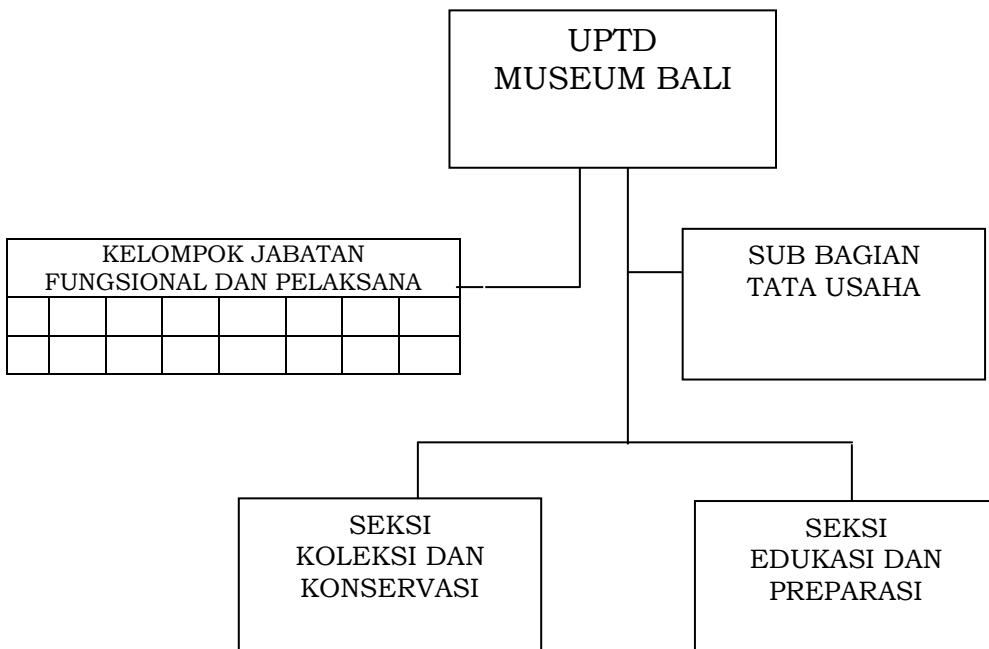 UPTD
MUSEUM BALI
KELOMPOK JABATAN
FUNGSIONAL DAN PELAKSANA
SUB BAGIAN
TATA USAHA
SEKSI
KOLEKSI DAN
KONSERVASI
SEKSI
EDUKASI DAN
PREPARASI